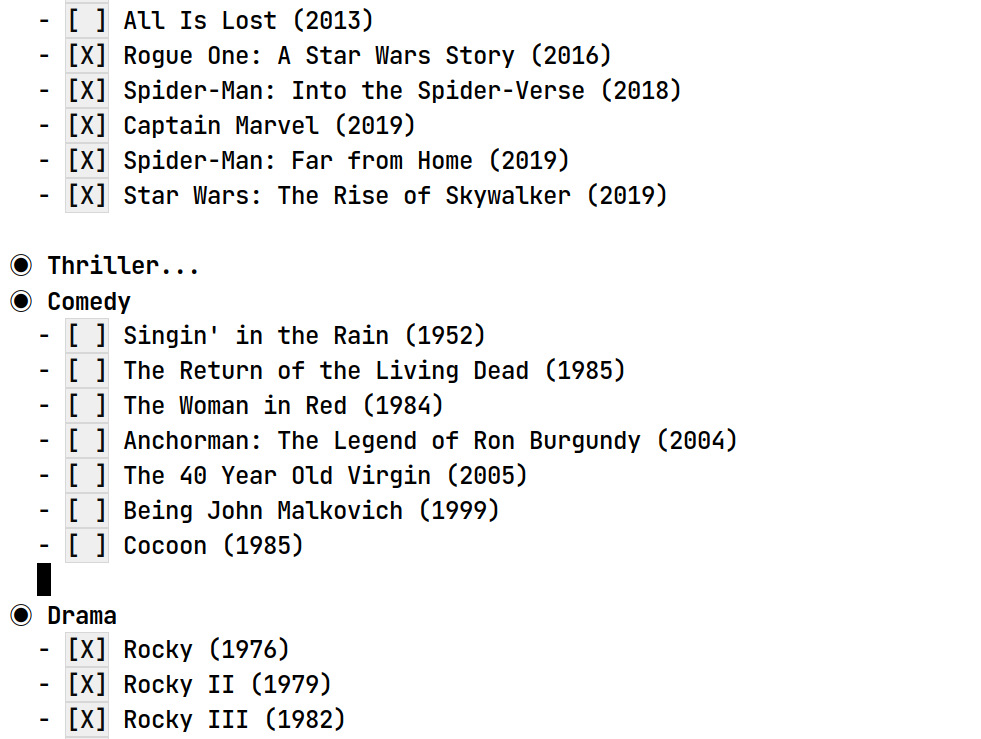 - [ ] All Is Lost (2013)
- [X] Rogue One: A Star Wars Story (2016)
- [X] Spider-Man: Into the Spider-Verse (2018)
- [X] Captain Marvel (2019)
- [X] Spider-Man: Far from Home (2019)
- [X] Star Wars: The Rise of Skywalker (2019)
◉ Thriller...
◉ Comedy
- [ ] Singin' in the Rain (1952)
- [ ] The Return of the Living Dead (1985)
- [ ] The Woman in Red (1984)
- [ ] Anchorman: The Legend of Ron Burgundy (2004)
- [ ] The 40 Year Old Virgin (2005)
- [ ] Being John Malkovich (1999)
- [ ] Cocoon (1985)
◉ Drama
- [X] Rocky (1976)
- [X] Rocky II (1979)
- [X] Rocky III (1982)